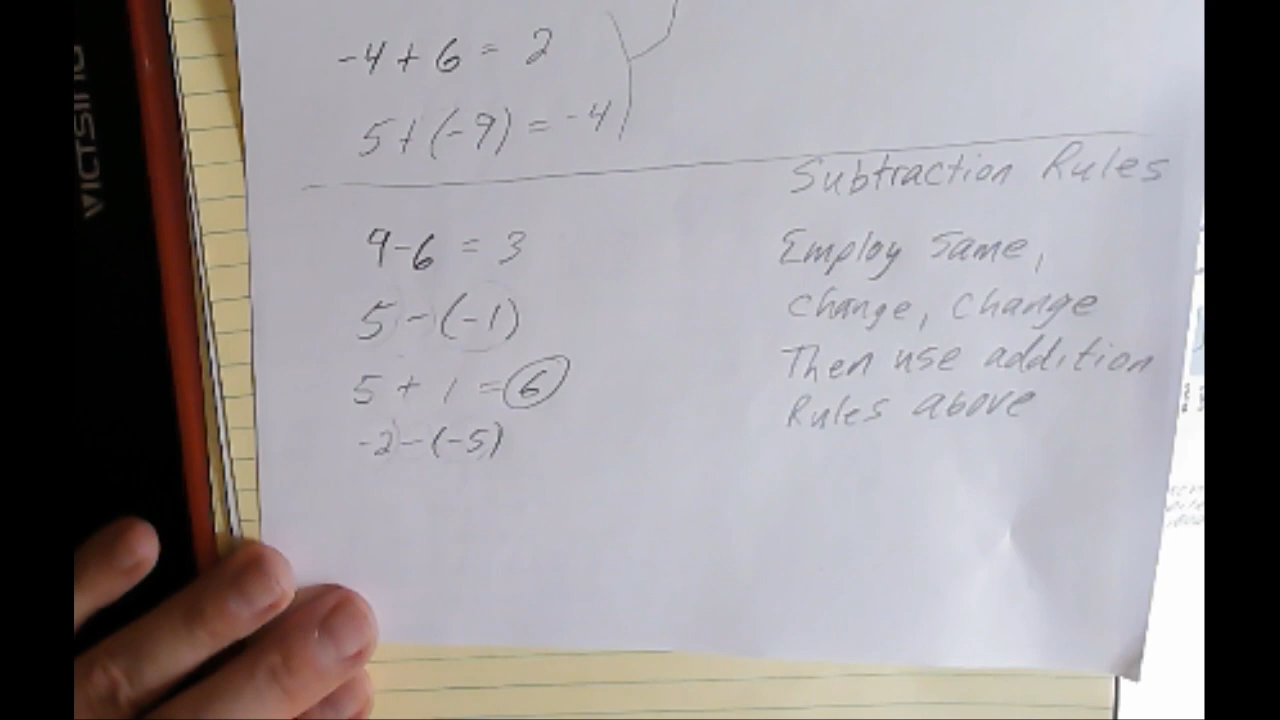 VICTSING
-4 + 6 = 2
5 + (-9) = -4
Subtraction Rules
9 - 6 = 3
5 - (-1)
5 + 1 = 6
-2 - (-5)
Employ Same,
Change, Change
Then use addition
Rules above